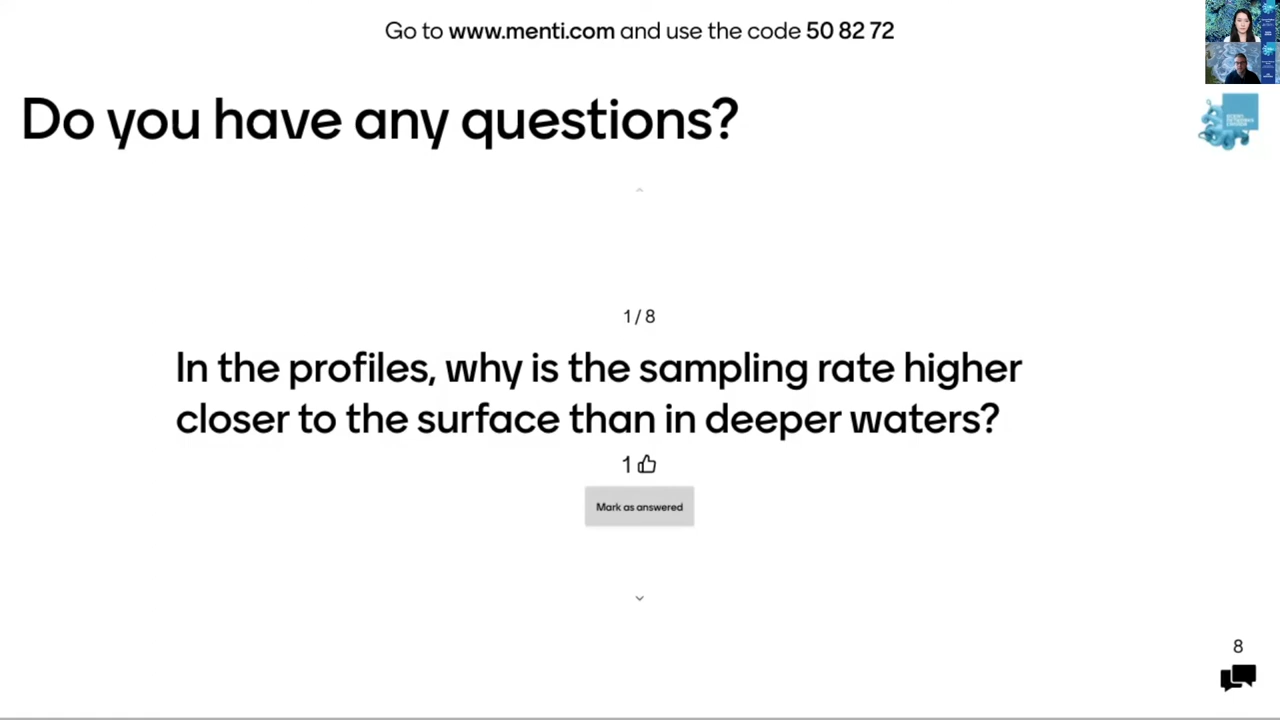 Go to www.menti.com and use the code 50 82 72
Do you have any questions?
1 / 8
In the profiles, why is the sampling rate higher
closer to the surface than in deeper waters?
1
Mark as answered
8